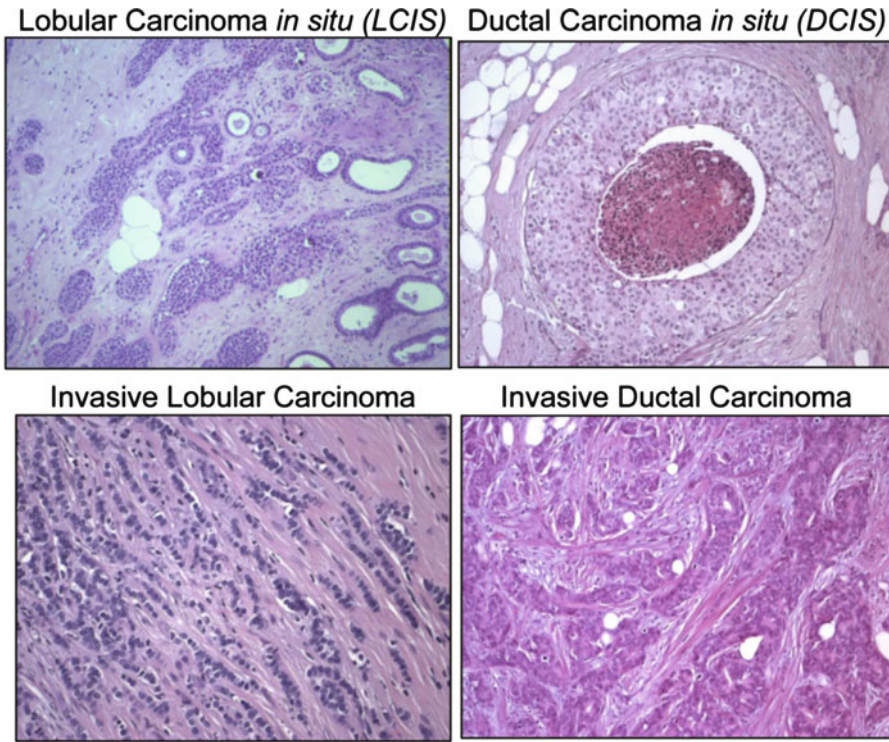 Lobular Carcinoma in situ (LCIS)
Ductal Carcinoma in situ (DCIS)
Invasive Lobular Carcinoma
Invasive Ductal Carcinoma